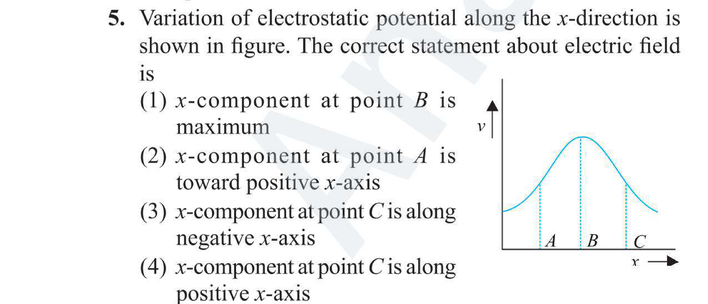 5. Variation of electrostatic potential along the x-direction is
shown in figure. The correct statement about electric field
is
(1) x-component at point B is
maximum
(2) x-component at point A is
toward positive x-axis
(3) x-component at point C is along
negative x-axis
(4) x-component at point C is along
positive x-axis
v
A B C
x